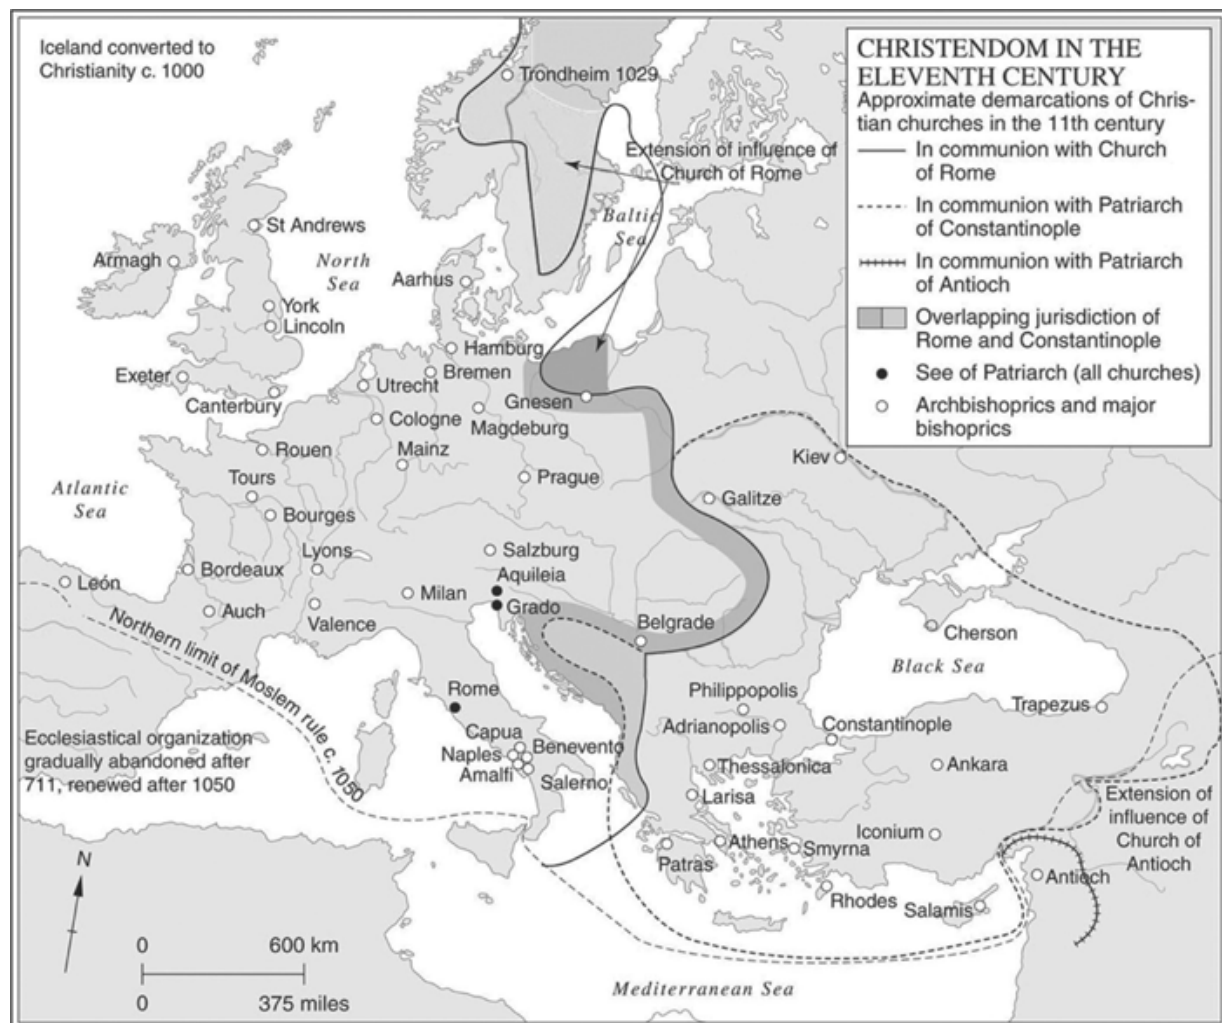 Iceland converted to
Christianity c. 1000
CHRISTENDOM IN THE
ELEVENTH CENTURY
Approximate demarcations of Chris-
tian churches in the 11th century
In communion with Church
of Rome
In communion with Patriarch
of Constantinople
In communion with Patriarch
of Antioch
Overlapping jurisdiction of
Rome and Constantinople
See of Patriarch (all churches)
Archbishoprics and major
bishoprics
Trondheim 1029
Extension of influence of
Church of Rome
Baltic
Sea
St Andrews
Armagh
North
Sea
Aarhus
York
Lincoln
Hamburg
Bremen
Exeter
Utrecht
Canterbury
Gnesen
Cologne
Magdeburg
Rouen
Mainz
Kiev
Tours
Prague
Atlantic
Sea
Galitze
Bourges
Lyons
Salzburg
León
Bordeaux
Aquileia
Milan
Grado
Auch
Valence
Belgrade
Cherson
Northern limit of Moslem rule c. 1050
Black Sea
Rome
Philippopolis
Trapezus
Adrianopolis
Constantinople
Capua
Ecclesiastical organization
gradually abandoned after
711, renewed after 1050
Benevento
Naples
Amalfi
Salerno
Thessalonica
Ankara
Larisa
Extension of
influence of
Church of
Antioch
Iconium
Athens
Smyrna
Patras
Antioch
Rhodes
Salamis
N
0 600 km
0 375 miles
Mediterranean Sea